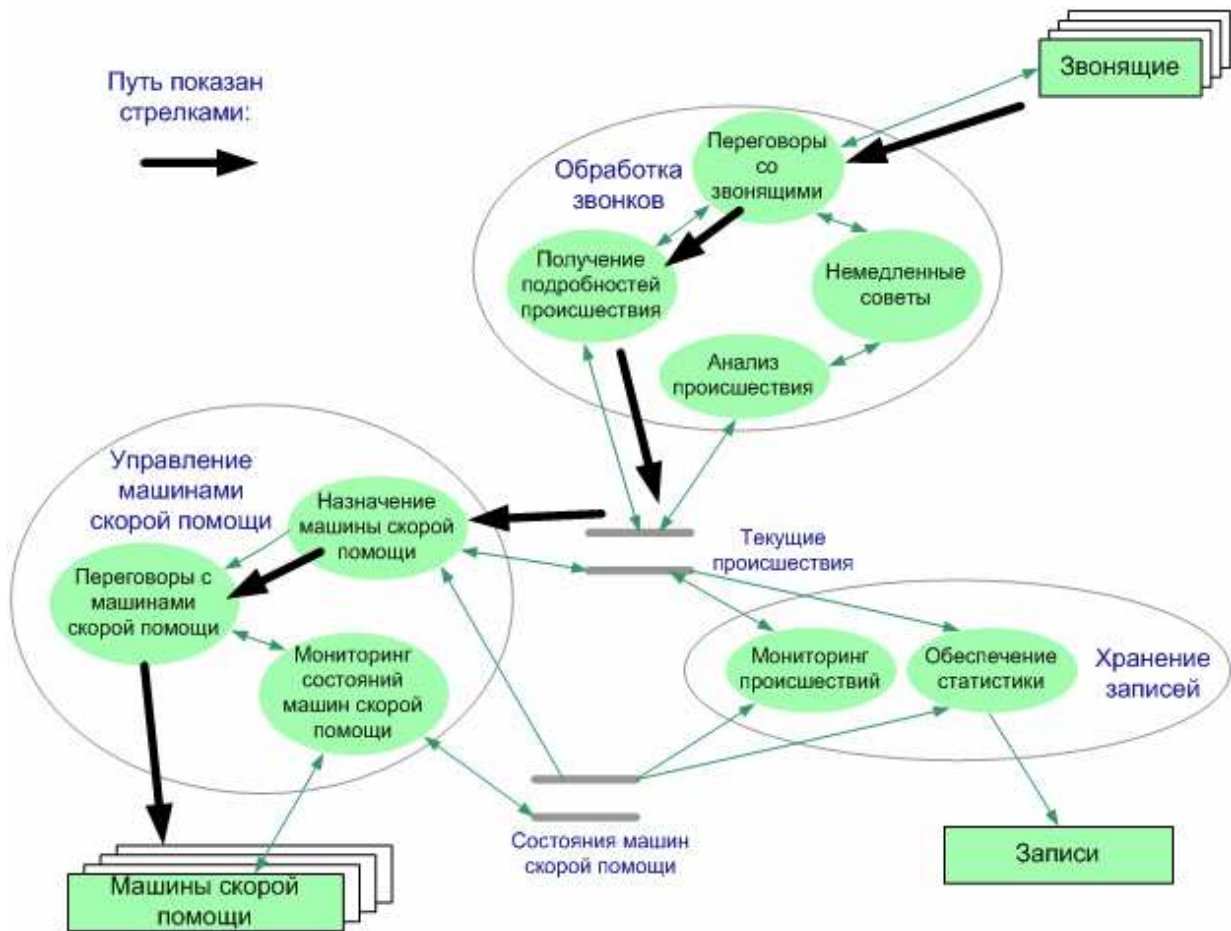 Звонящие
Путь показан
стрелками:
Переговоры
со
звонящими
Обработка
звонков
Получение
подробностей
происшествия
Немедленные
советы
Анализ
происшествия
Управление
машинами
скорой помощи
Назначение
машины скорой
помощи
Текущие
происшествия
Переговоры с
машинами
скорой помощи
Мониторинг
состояний
машин скорой
помощи
Мониторинг
происшествий
Обеспечение
статистики
Хранение
записей
Состояния машин
скорой помощи
Записи
Машины скорой
помощи